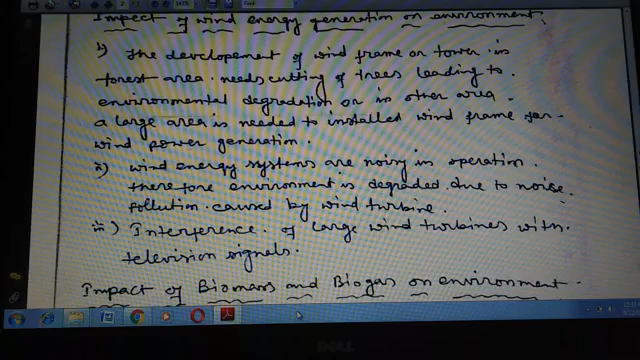 Impact of wind energy generation on environment.
i) The developement of wind frame or tower in
forest area. needs cutting of trees leading to.
environmental degradation or in other area.
a large area is needed to installed wind frame for
wind power generation.
ii) wind energy systems are noisy in operation.
therefore environment is degraded due to noise.
pollution. caused by wind turbine.
iii) Interference of large wind turbines with.
television signals.
Impact of Biomass and Biogas on environment.
DELL